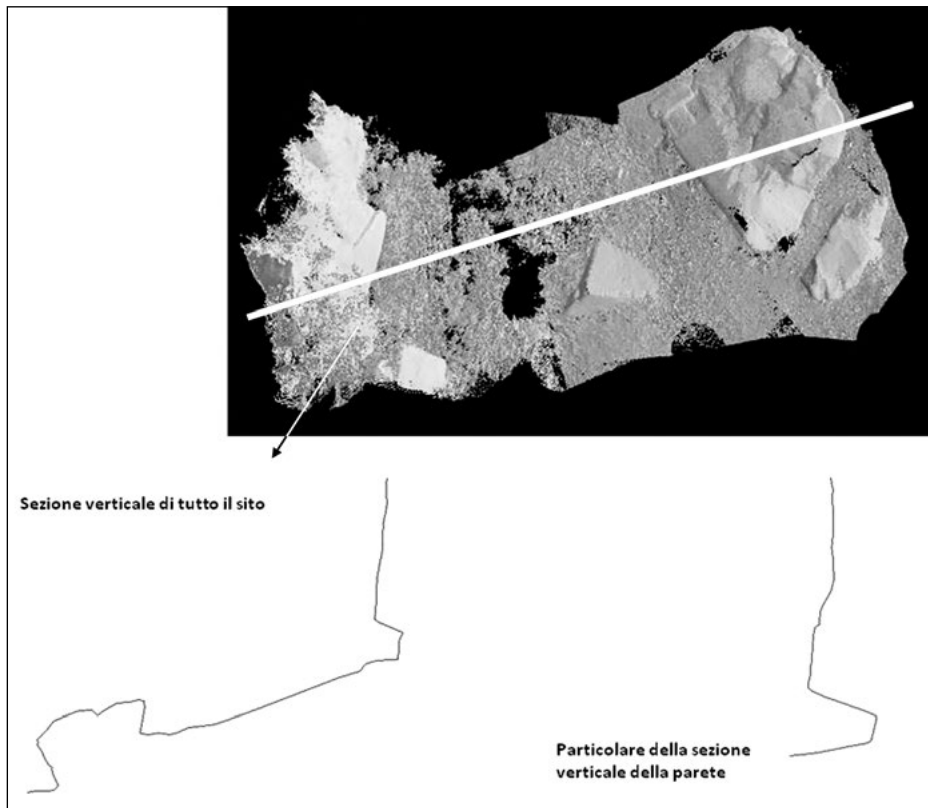 Sezione verticale di tutto il sito
Particolare della sezione
verticale della parete